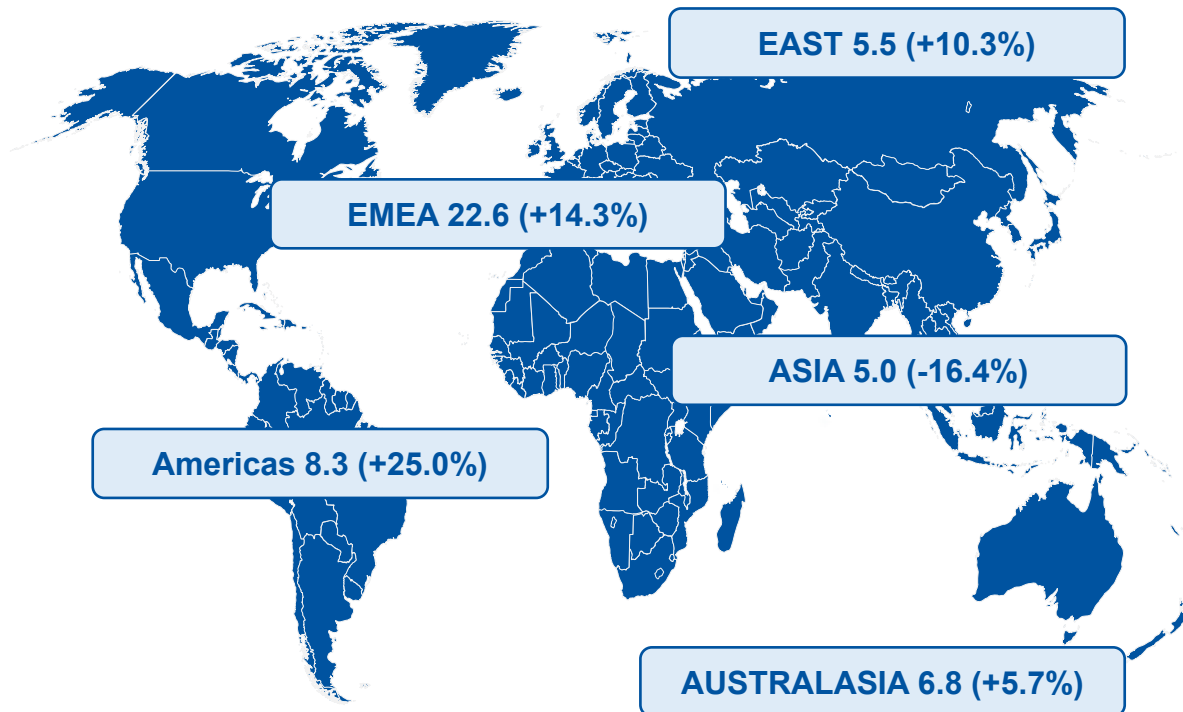 EAST 5.5 (+10.3%)
EMEA 22.6 (+14.3%)
ASIA 5.0 (-16.4%)
Americas 8.3 (+25.0%)
AUSTRALASIA 6.8 (+5.7%)